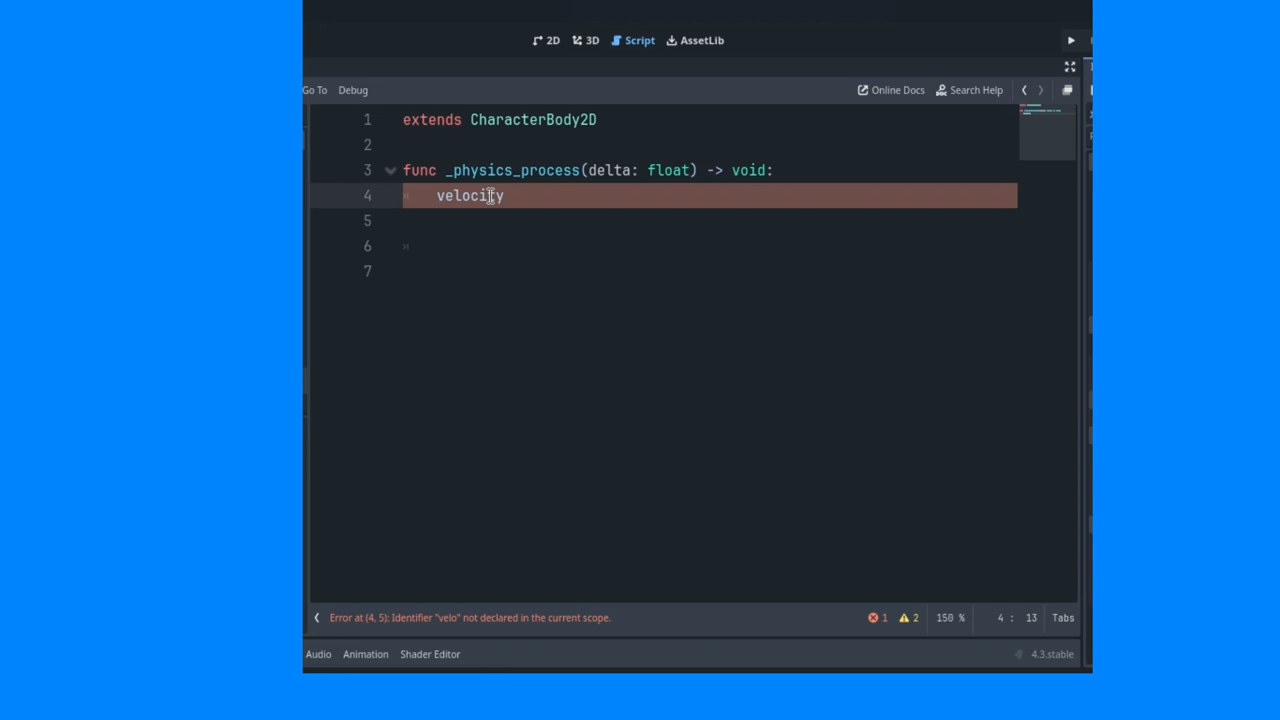 2D 3D Script AssetLib
Go To Debug Online Docs Search Help
1 extends CharacterBody2D
2
3 func _physics_process(delta: float) -> void:
4 velocity
5
6
7
Error at (4, 5): Identifier "velo" not declared in the current scope. 1 2 150 % 4 : 13 Tabs
Audio Animation Shader Editor 4.3.stable